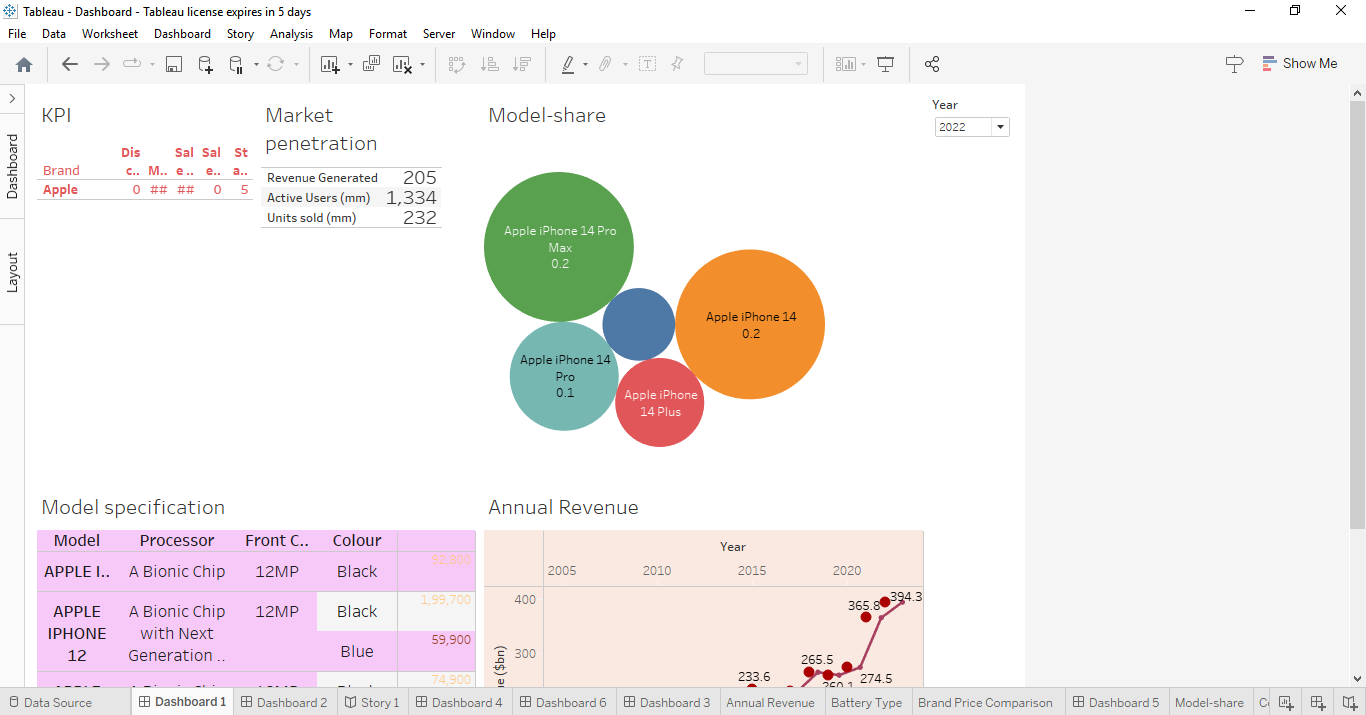 Tableau - Dashboard - Tableau license expires in 5 days
File Data Worksheet Dashboard Story Analysis Map Format Server Window Help
Show Me
Dashboard
Layout
KPI
Dis Sal Sal St
Brand c.. M.. e .. e.. a..
Apple 0 ## ## 0 5
Market
penetration
Revenue Generated 205
Active Users (mm) 1,334
Units sold (mm) 232
Model-share
Apple iPhone 14 Pro
Max
0.2
Apple iPhone 14
0.2
Apple iPhone 14
Pro
0.1
Apple iPhone
14 Plus
Year
2022
Model specification
Model Processor Front C.. Colour
APPLE I.. A Bionic Chip 12MP Black 92,800
APPLE
IPHONE
12
A Bionic Chip
with Next
Generation ..
12MP
Black 1,99,700
Blue 59,900
74,900
Annual Revenue
Year
2005 2010 2015 2020
400
300
($bn)
233.6
265.5
260.1
274.5
365.8
394.3
Data Source Dashboard 1 Dashboard 2 Story 1 Dashboard 4 Dashboard 6 Dashboard 3 Annual Revenue Battery Type Brand Price Comparison Dashboard 5 Model-share